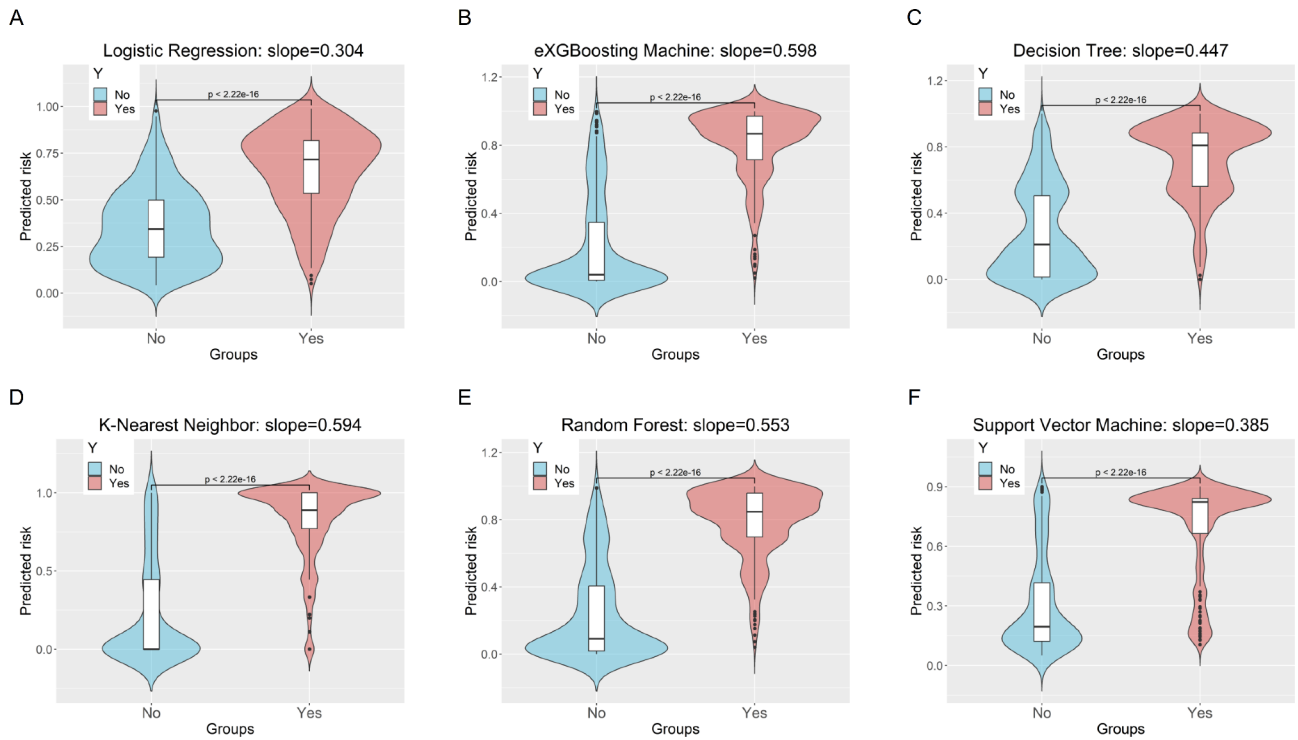 A
Logistic Regression: slope=0.304
Y
No
Yes
p < 2.22e-16
1.00
0.75
0.50
0.25
0.00
Predicted risk
No Yes
Groups
B
eXGBoosting Machine: slope=0.598
Y
No
Yes
p < 2.22e-16
1.2
0.8
0.4
0.0
Predicted risk
No Yes
Groups
C
Decision Tree: slope=0.447
Y
No
Yes
p < 2.22e-16
1.2
0.8
0.4
0.0
Predicted risk
No Yes
Groups
D
K-Nearest Neighbor: slope=0.594
Y
No
Yes
p < 2.22e-16
1.0
0.5
0.0
Predicted risk
No Yes
Groups
E
Random Forest: slope=0.553
Y
No
Yes
p < 2.22e-16
1.2
0.8
0.4
0.0
Predicted risk
No Yes
Groups
F
Support Vector Machine: slope=0.385
Y
No
Yes
p < 2.22e-16
0.9
0.6
0.3
0.0
Predicted risk
No Yes
Groups